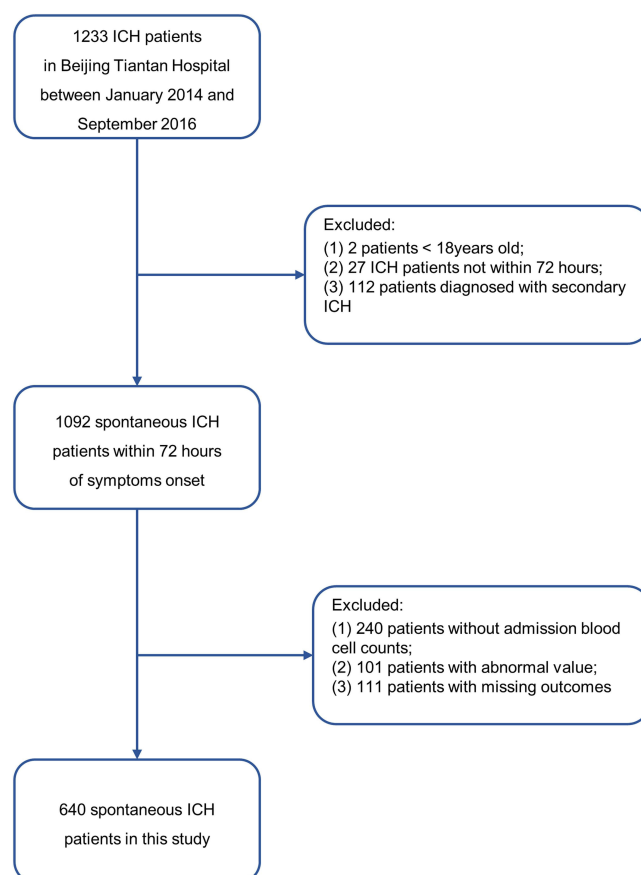 1233 ICH patients
in Beijing Tiantan Hospital
between January 2014 and
September 2016
Excluded:
(1) 2 patients < 18years old;
(2) 27 ICH patients not within 72 hours;
(3) 112 patients diagnosed with secondary
ICH
1092 spontaneous ICH
patients within 72 hours
of symptoms onset
Excluded:
(1) 240 patients without admission blood
cell counts;
(2) 101 patients with abnormal value;
(3) 111 patients with missing outcomes
640 spontaneous ICH
patients in this study